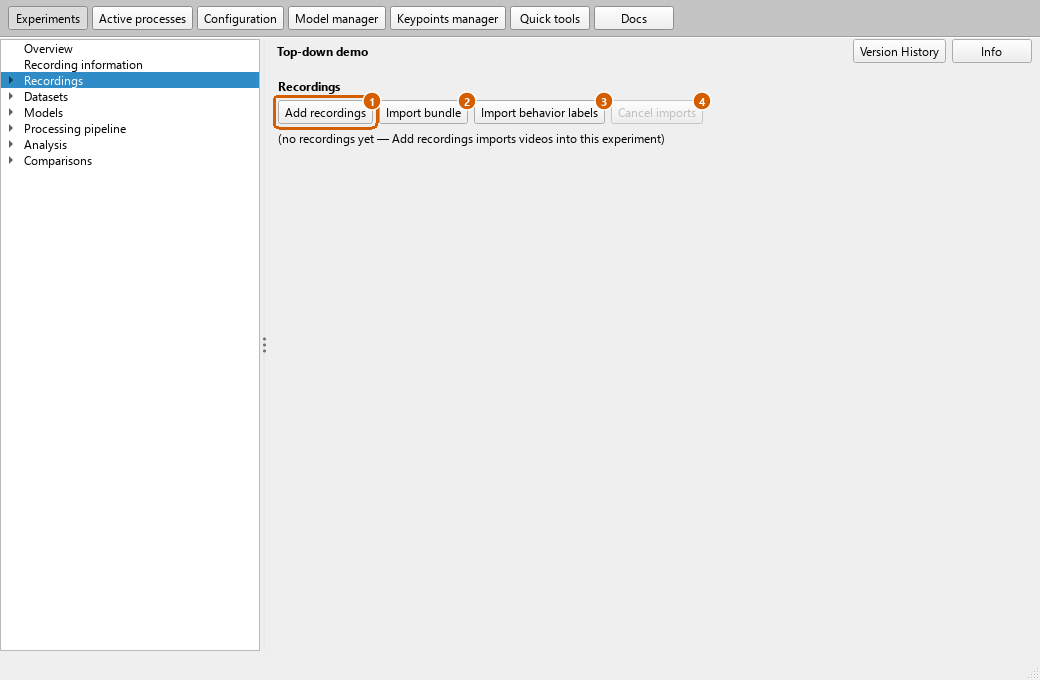 Experiments Active processes Configuration Model manager Keypoints manager Quick tools Docs
Overview
Recording information
Recordings
Datasets
Models
Processing pipeline
Analysis
Comparisons
Top-down demo
Version History Info
Recordings
1 2 3 4
Add recordings Import bundle Import behavior labels Cancel imports
(no recordings yet — Add recordings imports videos into this experiment)